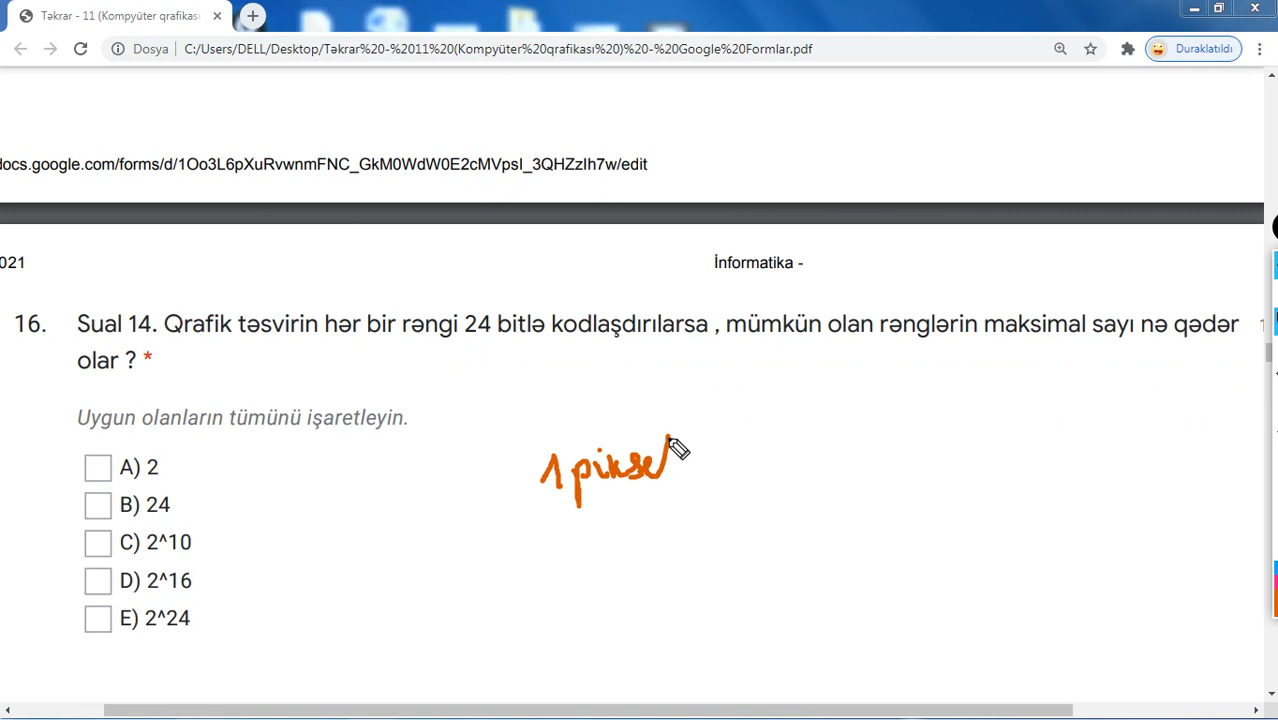 Təkrar - 11 (Kompyüter qrafikası
Dosya
C:/Users/DELL/Desktop/Təkrar%20-%2011%20(Kompyüter%20qrafikası%20)%20-%20Google%20Formlar.pdf
Duraklatıldı
docs.google.com/forms/d/1Oo3L6pXuRvwnmFNC_GkM0WdW0E2cMVpsI_3QHZzIh7w/edit
021
İnformatika -
16. Sual 14. Qrafik təsvirin hər bir rəngi 24 bitlə kodlaşdırılarsa , mümkün olan rənglərin maksimal sayı nə qədər
olar ? *
Uygun olanların tümünü işaretleyin.
1 piksel
A) 2
B) 24
C) 2^10
D) 2^16
E) 2^24